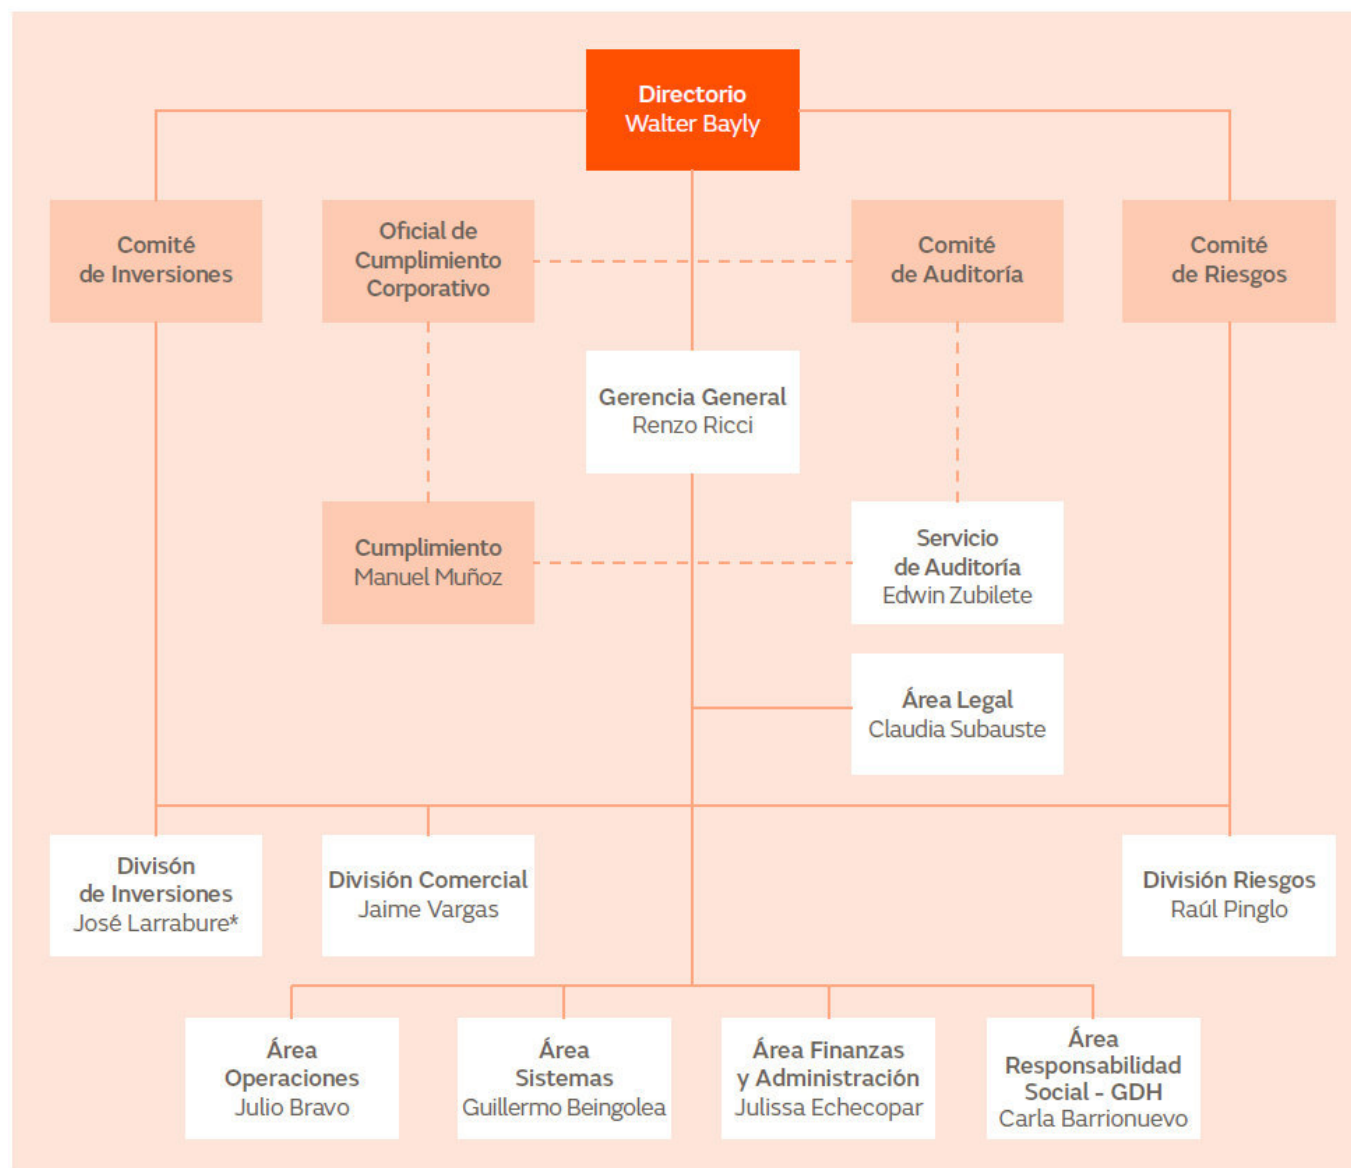 Directorio
Walter Bayly
Comité
de Inversiones
Oficial de
Cumplimiento
Corporativo
Comité
de Auditoría
Comité
de Riesgos
Gerencia General
Renzo Ricci
Cumplimiento
Manuel Muñoz
Servicio
de Auditoría
Edwin Zubilete
Área Legal
Claudia Subauste
Divisón
de Inversiones
José Larrabure*
División Comercial
Jaime Vargas
División Riesgos
Raúl Pinglo
Área
Operaciones
Julio Bravo
Área
Sistemas
Guillermo Beingolea
Área Finanzas
y Administración
Julissa Echecopar
Área
Responsabilidad
Social - GDH
Carla Barrionuevo